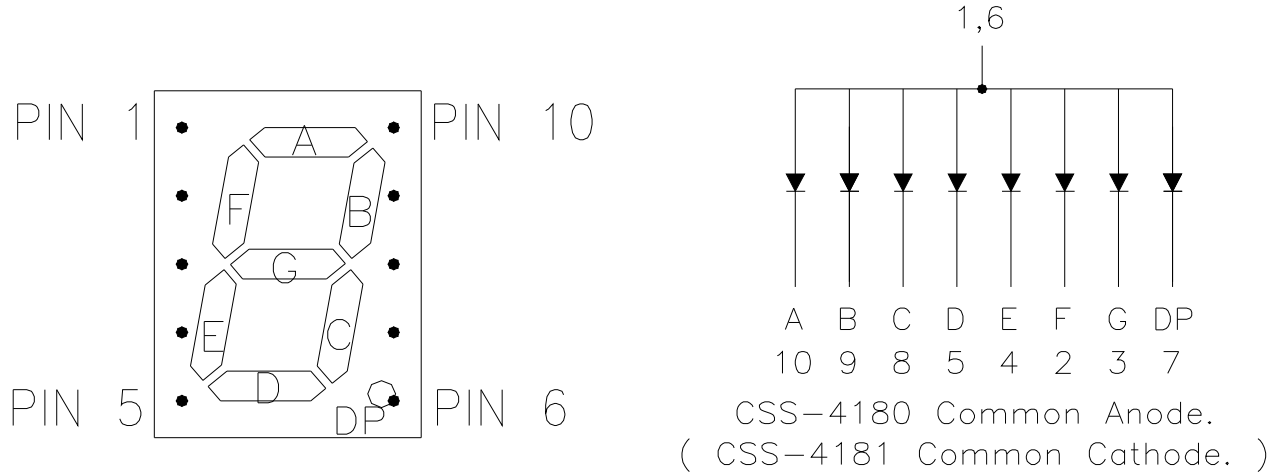 PIN 1
PIN 10
A
F
B
G
E
C
D
DP
PIN 5
PIN 6
1,6
A B C D E F G DP
10 9 8 5 4 2 3 7
CSS-4180 Common Anode.
( CSS-4181 Common Cathode. )